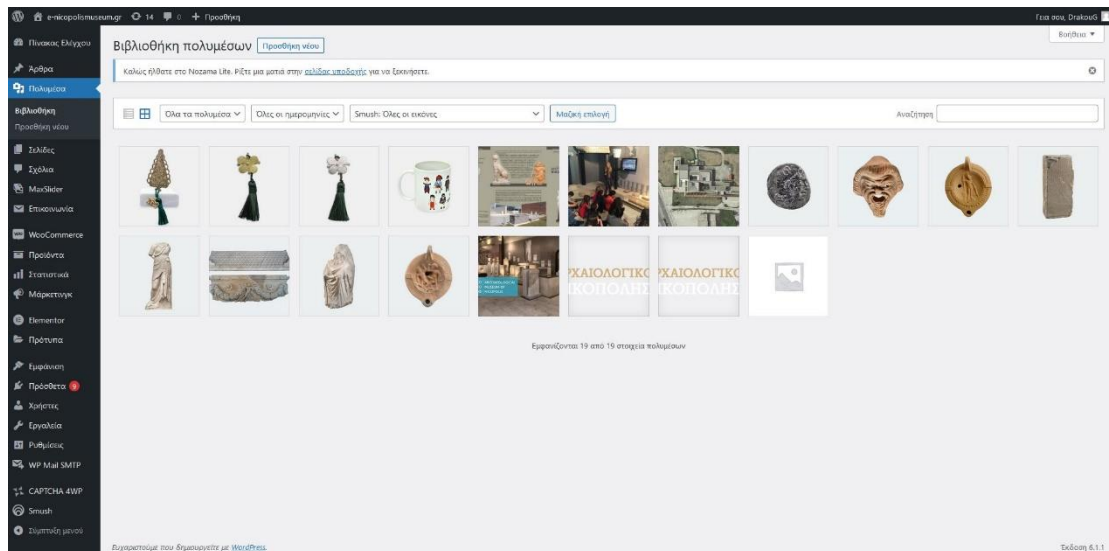 e-nicopolismuseum.gr 14 0 + Προσθήκη
Γεια σου, DrakouG
Πίνακας Ελέγχου
Άρθρα
Πολυμέσα
Βιβλιοθήκη
Προσθήκη νέου
Σελίδες
Σχόλια
MaxSlider
Επικοινωνία
WooCommerce
Προϊόντα
Στατιστικά
Μάρκετινγκ
Elementor
Πρότυπα
Εμφάνιση
Πρόσθετα 9
Χρήστες
Εργαλεία
Ρυθμίσεις
WP Mail SMTP
CAPTCHA 4WP
Smush
Σύμπτυξη μενού
Βοήθεια
Βιβλιοθήκη πολυμέσων Προσθήκη νέου
Καλώς ήλθατε στο Nozama Lite. Ρίξτε μια ματιά στην σελίδας υποδοχής για να ξεκινήσετε.
Όλα τα πολυμέσα Όλες οι ημερομηνίες Smush: Όλες οι εικόνες Μαζική επιλογή Αναζήτηση
ΡΧΑΙΟΛΟΓΙΚΟ
ΙΚΟΠΟΛΗΣ
ΡΧΑΙΟΛΟΓΙΚΟ
ΙΚΟΠΟΛΗΣ
Εμφανίζονται 19 από 19 στοιχεία πολυμέσων
Ευχαριστούμε που δημιουργείτε με WordPress.
Έκδοση 6.1.1